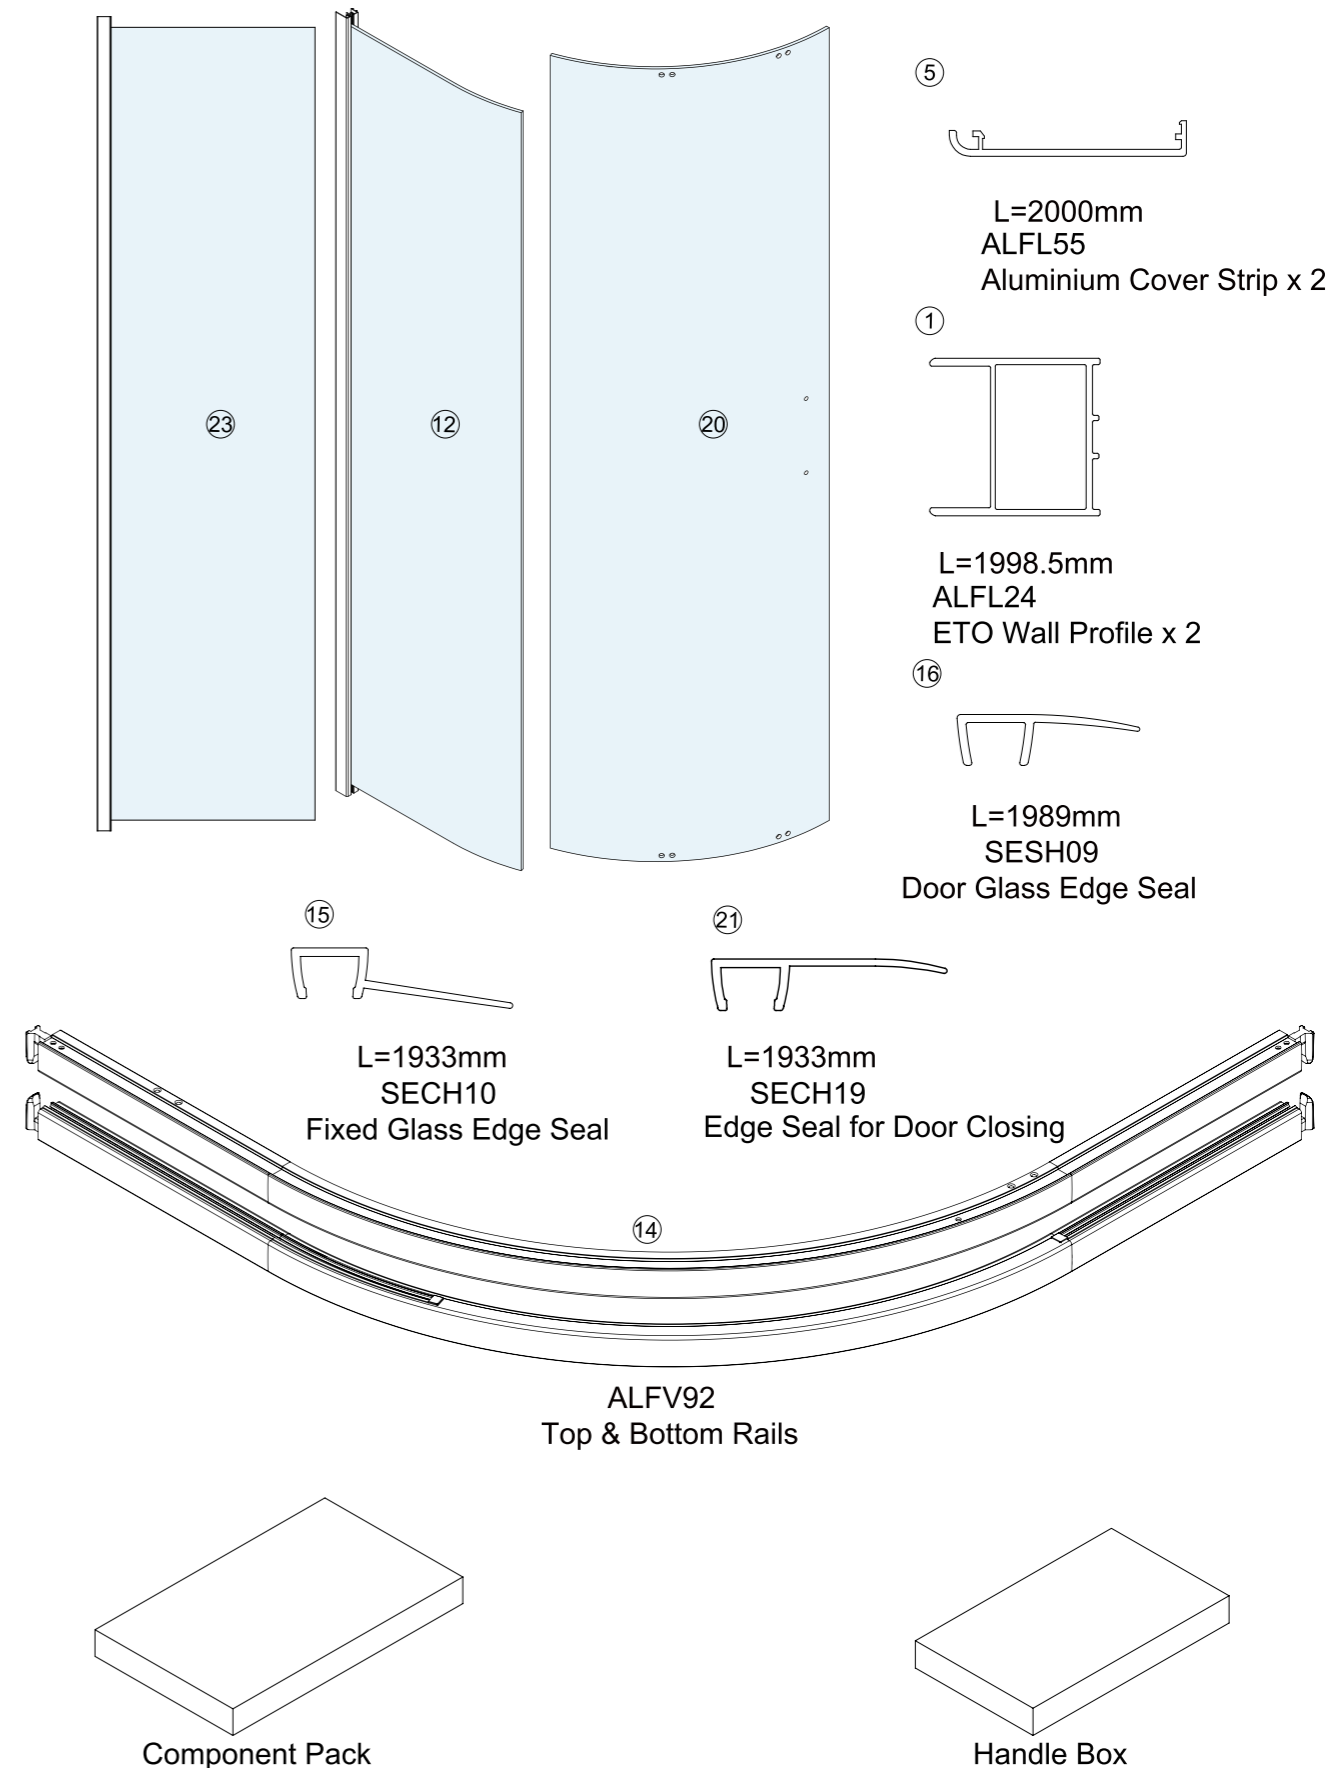 5
L=2000mm
ALFL55
Aluminium Cover Strip x 2
1
23
12
20
L=1998.5mm
ALFL24
ETO Wall Profile x 2
16
L=1989mm
SESH09
Door Glass Edge Seal
15
L=1933mm
SECH10
Fixed Glass Edge Seal
21
L=1933mm
SECH19
Edge Seal for Door Closing
14
ALFV92
Top & Bottom Rails
Component Pack
Handle Box